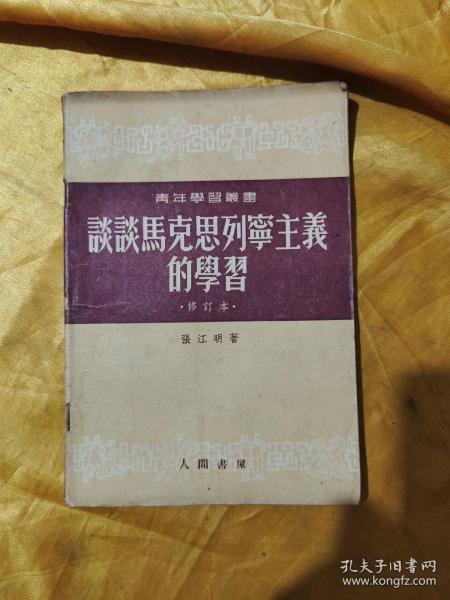 青年學習叢書
談談馬克思列寧主義
的學習
·修訂本·
張江明著
人間書屋
孔夫子旧书网
www.kongfz.com